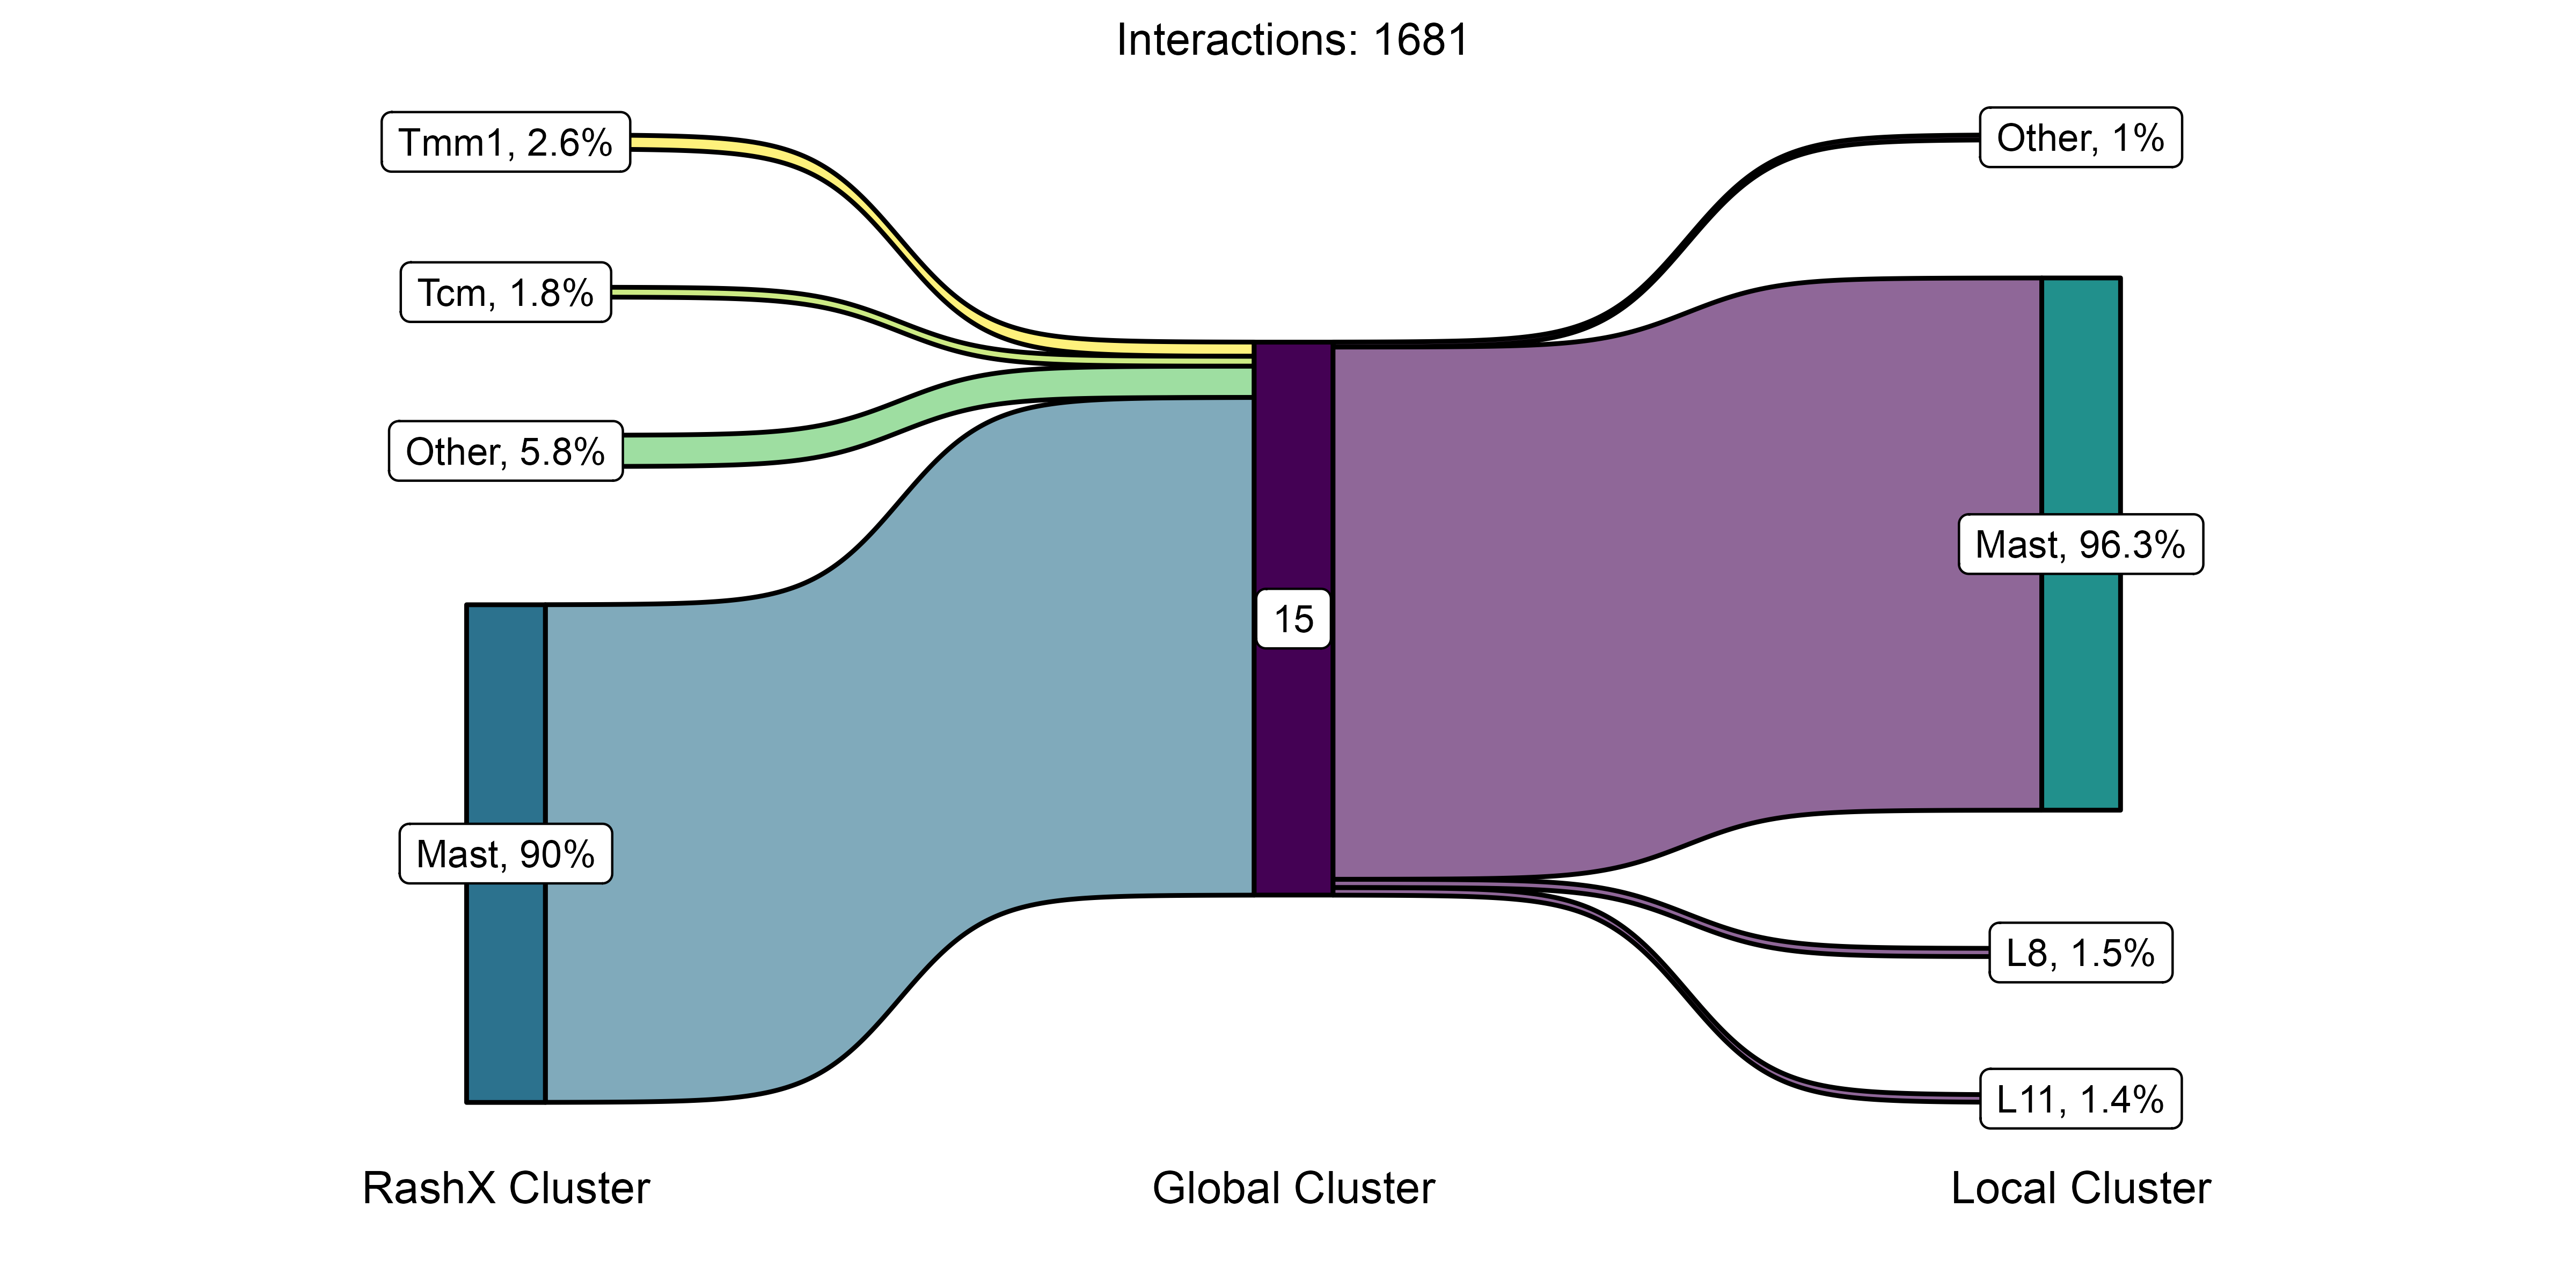 Interactions: 1681
Tmm1, 2.6%
Tcm, 1.8%
Other, 5.8%
Mast, 90%
15
Other, 1%
Mast, 96.3%
L8, 1.5%
L11, 1.4%
RashX Cluster
Global Cluster
Local Cluster